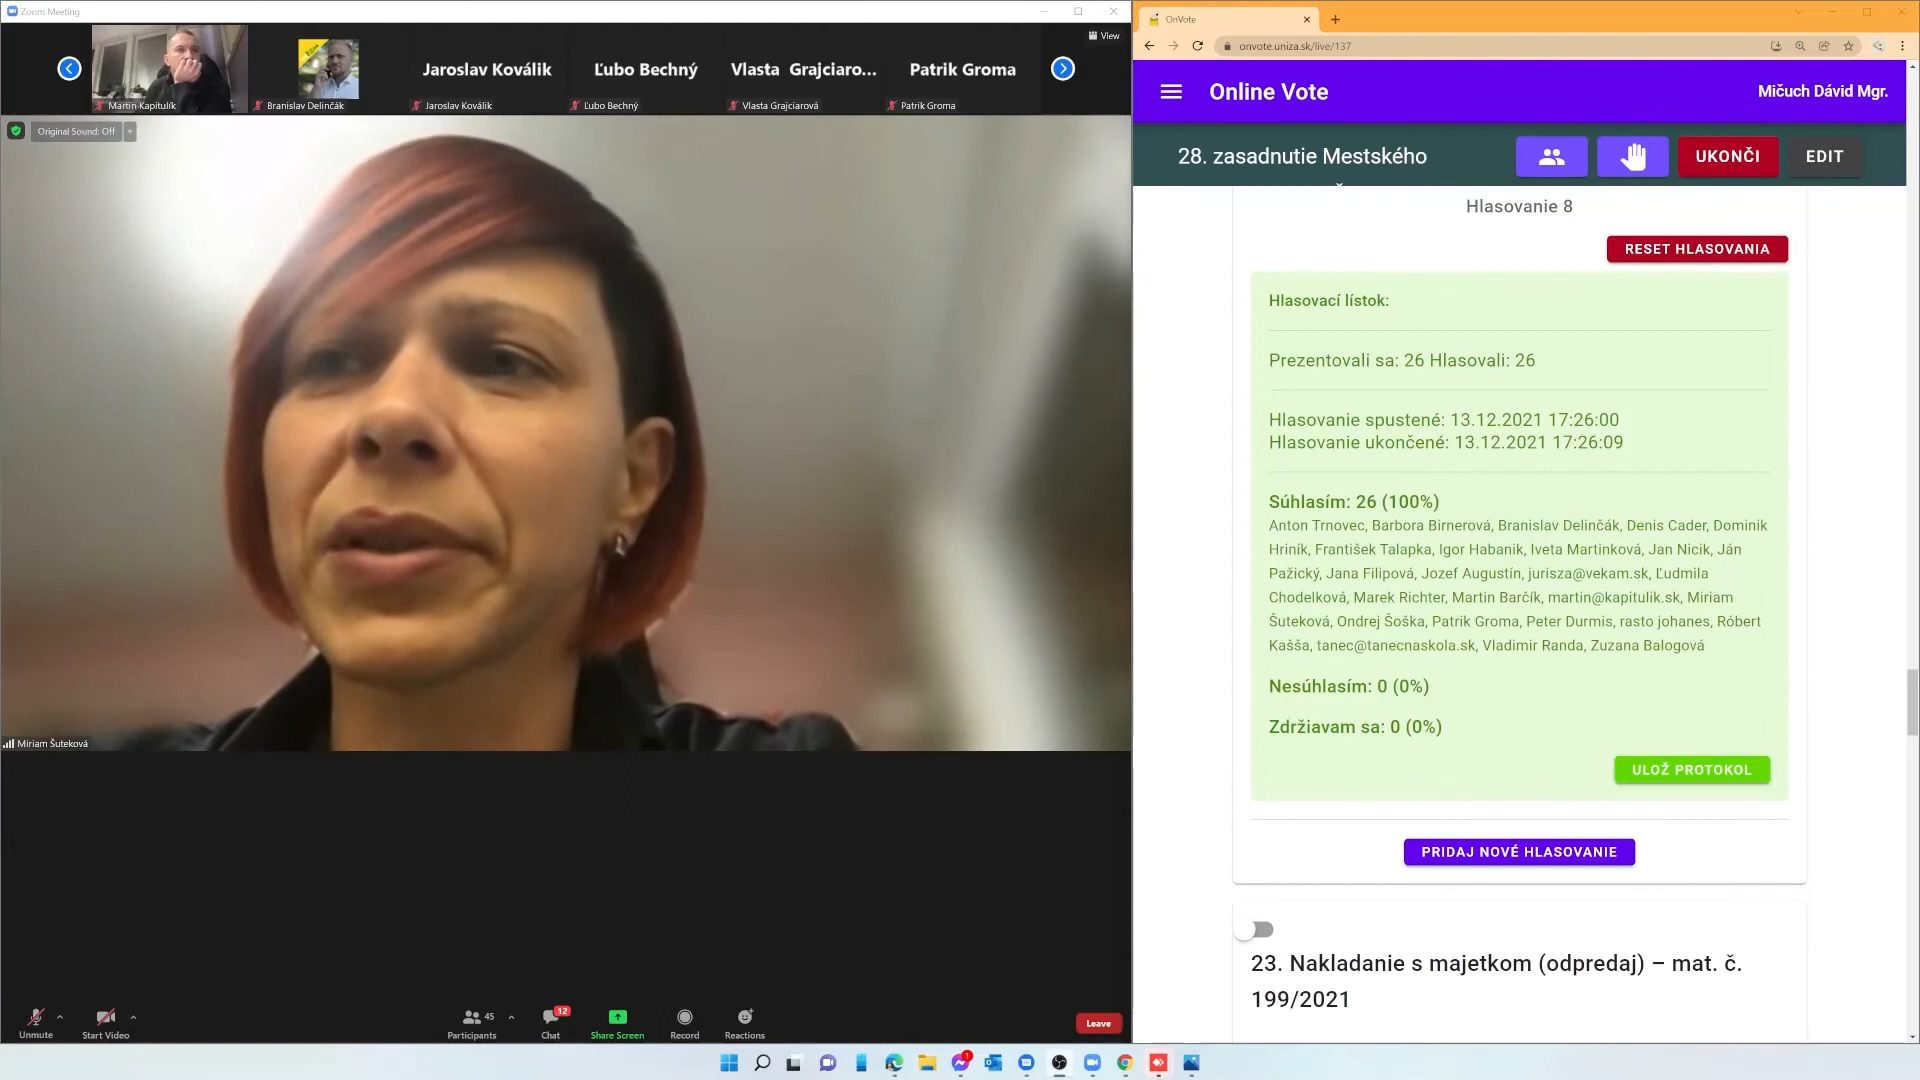 Zoom Meeting
View
Jaroslav Koválik
Ľubo Bechný
Vlasta Grajciaro...
Patrik Groma
Martin Kapitulík
Branislav Delinčák
Jaroslav Koválik
Ľubo Bechný
Vlasta Grajciarová
Patrik Groma
Original Sound: Off
Miriam Šuteková
Unmute
Start Video
45
Participants
12
Chat
Share Screen
Record
Reactions
Leave
OnVote
onvote.uniza.sk/live/137
Online Vote
Mičuch Dávid Mgr.
28. zasadnutie Mestského
UKONČI
EDIT
Hlasovanie 8
RESET HLASOVANIA
Hlasovací lístok:
Prezentovali sa: 26 Hlasovali: 26
Hlasovanie spustené: 13.12.2021 17:26:00
Hlasovanie ukončené: 13.12.2021 17:26:09
Súhlasím: 26 (100%)
Anton Trnovec, Barbora Birnerová, Branislav Delinčák, Denis Cader, Dominik
Hriník, František Talapka, Igor Habanik, Iveta Martinková, Jan Nicik, Ján
Pažický, Jana Filipová, Jozef Augustín, jurisza@vekam.sk, Ľudmila
Chodelková, Marek Richter, Martin Barčík, martin@kapitulik.sk, Miriam
Šuteková, Ondrej Šoška, Patrik Groma, Peter Durmis, rasto johanes, Róbert
Kašša, tanec@tanecnaskola.sk, Vladimir Randa, Zuzana Balogová
Nesúhlasím: 0 (0%)
Zdržiavam sa: 0 (0%)
ULOŽ PROTOKOL
PRIDAJ NOVÉ HLASOVANIE
23. Nakladanie s majetkom (odpredaj) – mat. č.
199/2021
1